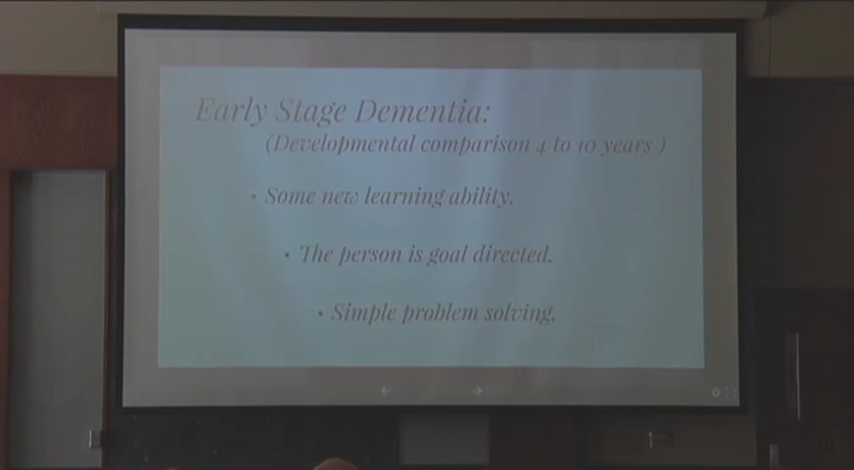 Early Stage Dementia:
(Developmental comparison 4 to 10 years )
• Some new learning ability.
• The person is goal directed.
• Simple problem solving.